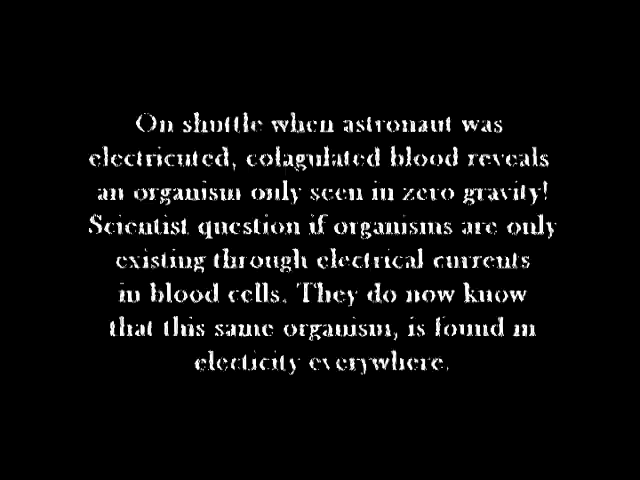 On shuttle when astronaut was
electricuted, colagulated blood reveals
an organism only seen in zero gravity!
Scientist question if organisms are only
existing through electrical currents
in blood cells. They do now know
that this same organism, is found in
electicity everywhere.